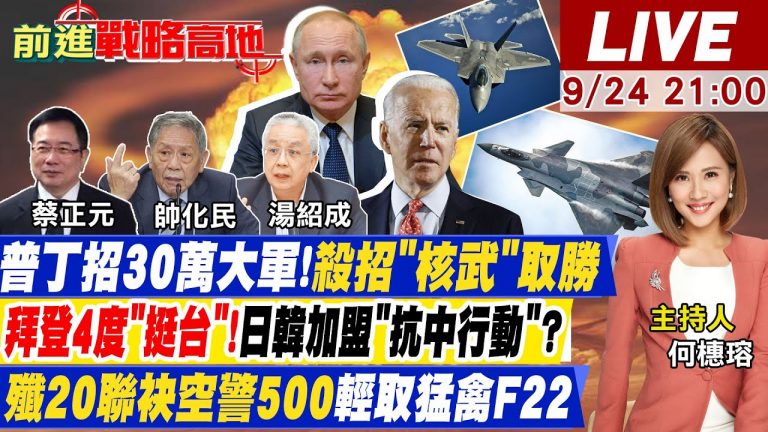 前進戰略高地
LIVE
9/24 21:00
蔡正元
帥化民
湯紹成
普丁招30萬大軍!殺招"核武"取勝
拜登4度"挺台"!日韓加盟"抗中行動"?
殲20聯袂空警500輕取猛禽F22
主持人
何橞瑢